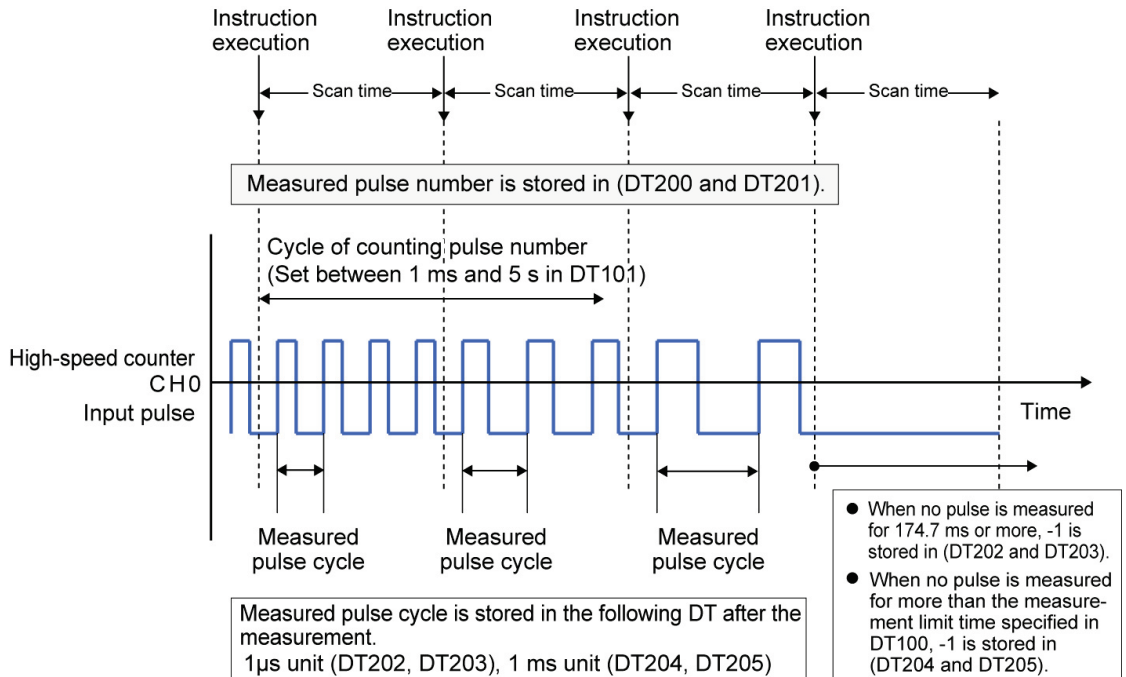 Instruction
execution
Instruction
execution
Instruction
execution
Instruction
execution
Scan time
Scan time
Scan time
Scan time
Measured pulse number is stored in (DT200 and DT201).
Cycle of counting pulse number
(Set between 1 ms and 5 s in DT101)
High-speed counter
CH0
Input pulse
Time
Measured
pulse cycle
Measured
pulse cycle
Measured
pulse cycle
● When no pulse is measured
for 174.7 ms or more, -1 is
stored in (DT202 and DT203).
● When no pulse is measured
for more than the measure-
ment limit time specified in
DT100, -1 is stored in
(DT204 and DT205).
Measured pulse cycle is stored in the following DT after the
measurement.
1µs unit (DT202, DT203), 1 ms unit (DT204, DT205)